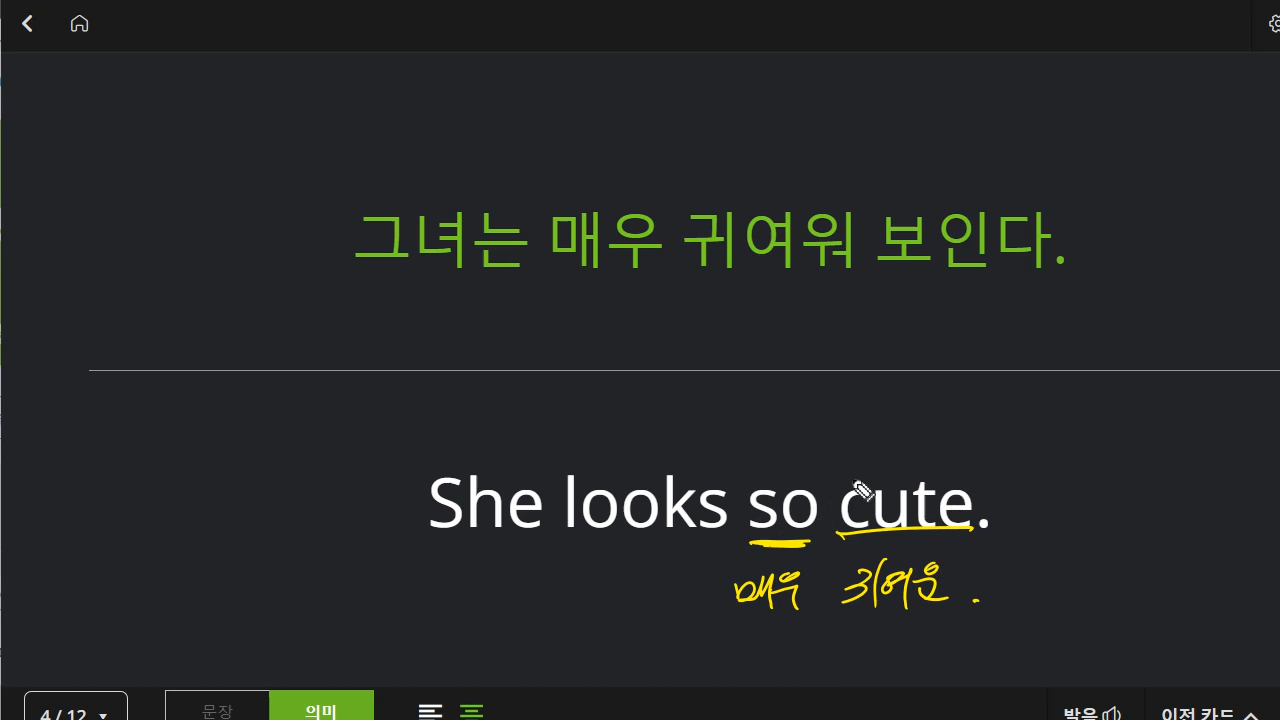 그녀는 매우 귀여워 보인다.
She looks so cute.
매우 귀여운.
4 / 12
문장 의미
발음 이전 카드